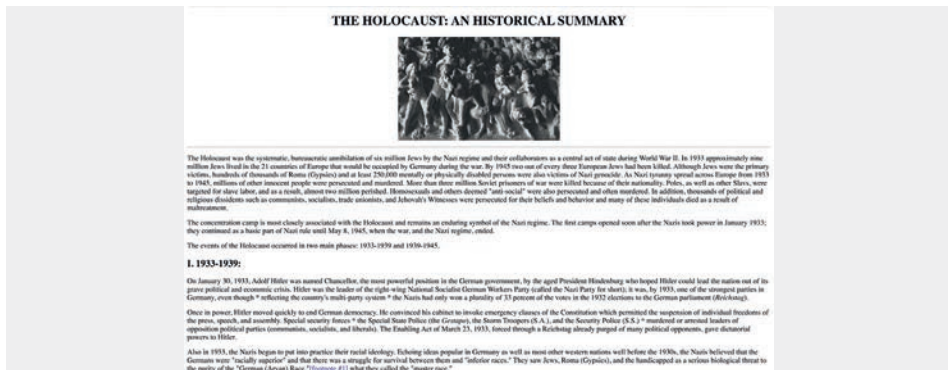 THE HOLOCAUST: AN HISTORICAL SUMMARY
The Holocaust was the systematic, bureaucratic annihilation of six million Jews by the Nazi regime and their collaborators as a central act of state during World War II. In 1933 approximately nine
million Jews lived in the 21 countries of Europe that would be occupied by Germany during the war. By 1945 two out of every three European Jews had been killed. Although Jews were the primary
victims, hundreds of thousands of Roma (Gypsies) and at least 250,000 mentally or physically disabled persons were also victims of Nazi genocide. As Nazi tyranny spread across Europe from 1933
to 1945, millions of other innocent people were persecuted and murdered. More than three million Soviet prisoners of war were killed because of their nationality. Poles, as well as other Slavs, were
targeted for slave labor, and as a result, almost two million perished. Homosexuals and others deemed "anti-social" were also persecuted and often murdered. In addition, thousands of political and
religious dissidents such as communists, socialists, trade unionists, and Jehovah's Witnesses were persecuted for their beliefs and behavior and many of these individuals died as a result of
maltreatment.
The concentration camp is most closely associated with the Holocaust and remains an enduring symbol of the Nazi regime. The first camps opened soon after the Nazis took power in January 1933;
they continued as a basic part of Nazi rule until May 8, 1945, when the war, and the Nazi regime, ended.
The events of the Holocaust occurred in two main phases: 1933-1939 and 1939-1945.
I. 1933-1939:
On January 30, 1933, Adolf Hitler was named Chancellor, the most powerful position in the German government, by the aged President Hindenburg who hoped Hitler could lead the nation out of its
grave political and economic crisis. Hitler was the leader of the right-wing National Socialist German Workers Party (called the Nazi Party for short); it was, by 1933, one of the strongest parties in
Germany, even though * reflecting the country's multi-party system * the Nazis had only won a plurality of 33 percent of the votes in the 1932 elections to the German parliament (Reichstag).
Once in power, Hitler moved quickly to end German democracy. He convinced his cabinet to invoke emergency clauses of the Constitution which permitted the suspension of individual freedoms of
the press, speech, and assembly. Special security forces * the Special State Police (the Gestapo), the Storm Troopers (S.A.), and the Security Police (S.S.) * murdered or arrested leaders of
opposition political parties (communists, socialists, and liberals). The Enabling Act of March 23, 1933, forced through a Reichstag already purged of many political opponents, gave dictatorial
powers to Hitler.
Also in 1933, the Nazis began to put into practice their racial ideology. Echoing ideas popular in Germany as well as most other western nations well before the 1930s, the Nazis believed that the
Germans were "racially superior" and that there was a struggle for survival between them and "inferior races." They saw Jews, Roma (Gypsies), and the handicapped as a serious biological threat to
the purity of the "German (Aryan) Race,"[footnote #1] what they called the "master race."